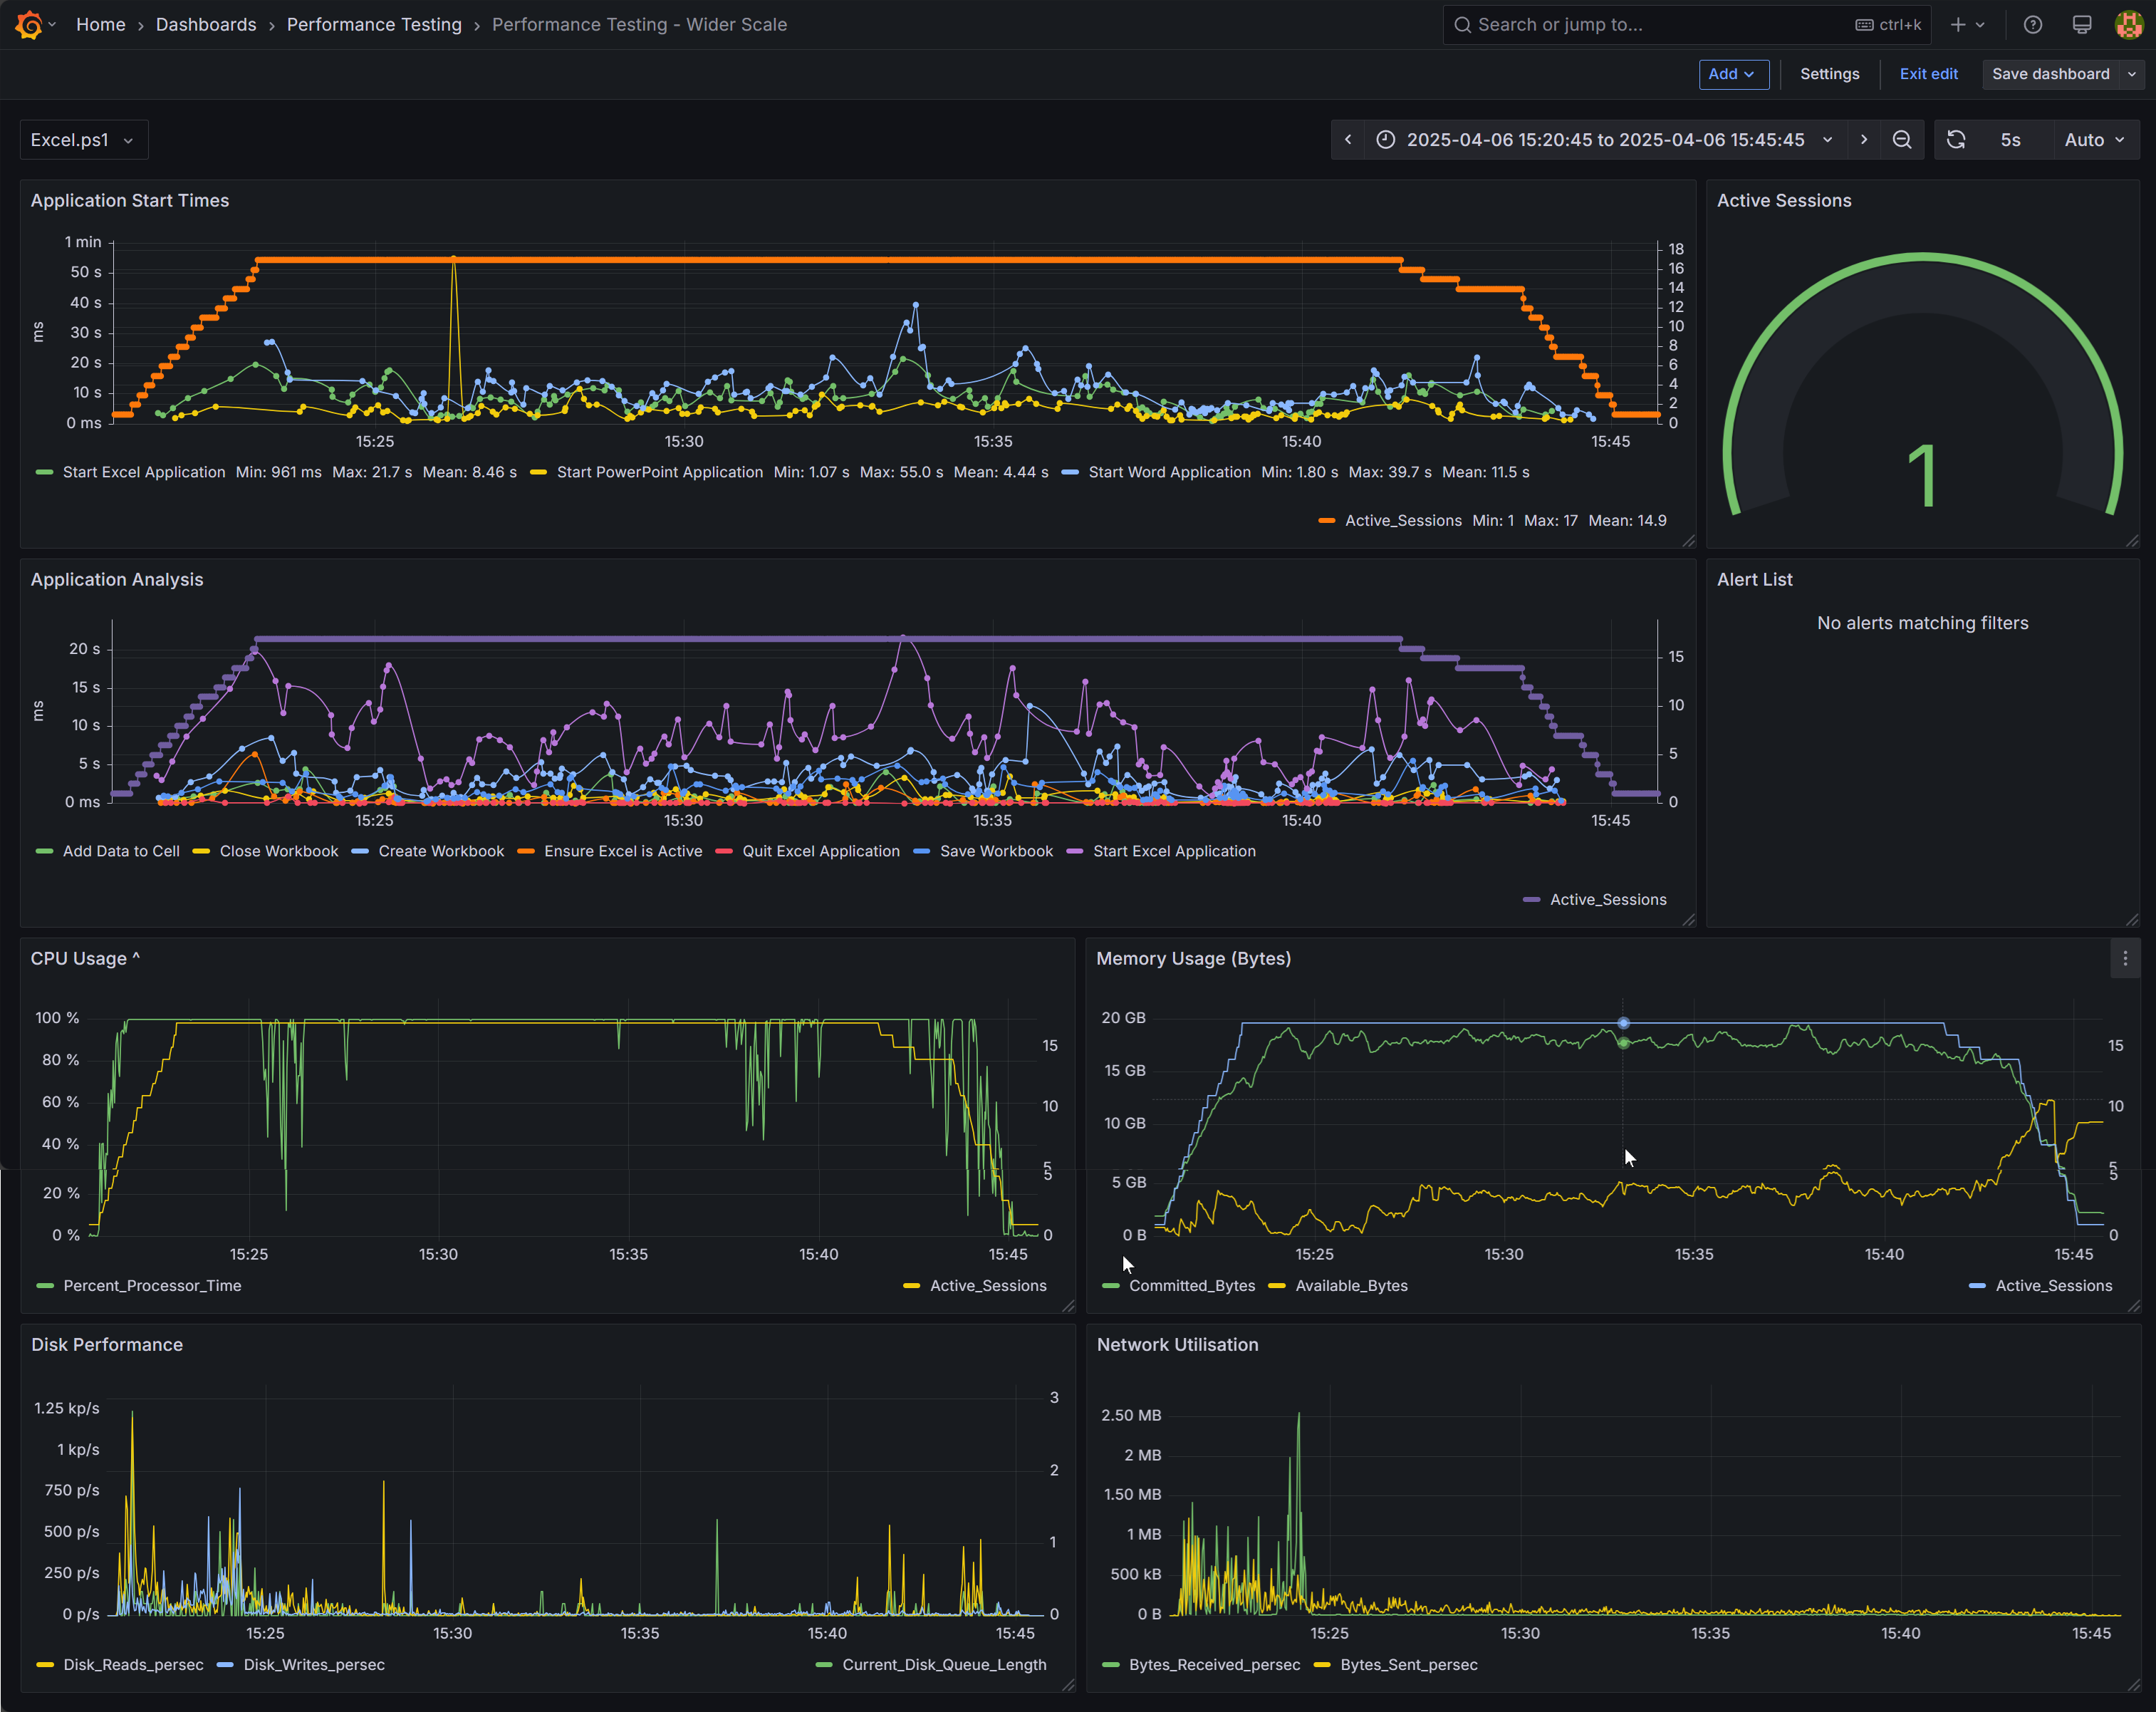 Home › Dashboards › Performance Testing › Performance Testing - Wider Scale
Search or jump to... ctrl+k
Add Settings Exit edit Save dashboard
Excel.ps1
2025-04-06 15:20:45 to 2025-04-06 15:45:45
5s Auto
Application Start Times
1 min
50 s
40 s
30 s
20 s
10 s
0 ms
ms
18
16
14
12
10
8
6
4
2
0
15:25 15:30 15:35 15:40 15:45
Start Excel Application Min: 961 ms Max: 21.7 s Mean: 8.46 s Start PowerPoint Application Min: 1.07 s Max: 55.0 s Mean: 4.44 s Start Word Application Min: 1.80 s Max: 39.7 s Mean: 11.5 s
Active_Sessions Min: 1 Max: 17 Mean: 14.9
Active Sessions
1
Application Analysis
20 s
15 s
10 s
5 s
0 ms
ms
15
10
5
0
15:25 15:30 15:35 15:40 15:45
Add Data to Cell Close Workbook Create Workbook Ensure Excel is Active Quit Excel Application Save Workbook Start Excel Application
Active_Sessions
Alert List
No alerts matching filters
CPU Usage ^
100 %
80 %
60 %
40 %
20 %
0 %
15
10
5
5
0
15:25 15:30 15:35 15:40 15:45
Percent_Processor_Time Active_Sessions
Memory Usage (Bytes)
20 GB
15 GB
10 GB
5 GB
0 B
15
10
5
5
0
15:25 15:30 15:35 15:40 15:45
Committed_Bytes Available_Bytes Active_Sessions
Disk Performance
1.25 kp/s
1 kp/s
750 p/s
500 p/s
250 p/s
0 p/s
3
2
1
0
15:25 15:30 15:35 15:40 15:45
Disk_Reads_persec Disk_Writes_persec Current_Disk_Queue_Length
Network Utilisation
2.50 MB
2 MB
1.50 MB
1 MB
500 kB
0 B
15:25 15:30 15:35 15:40 15:45
Bytes_Received_persec Bytes_Sent_persec